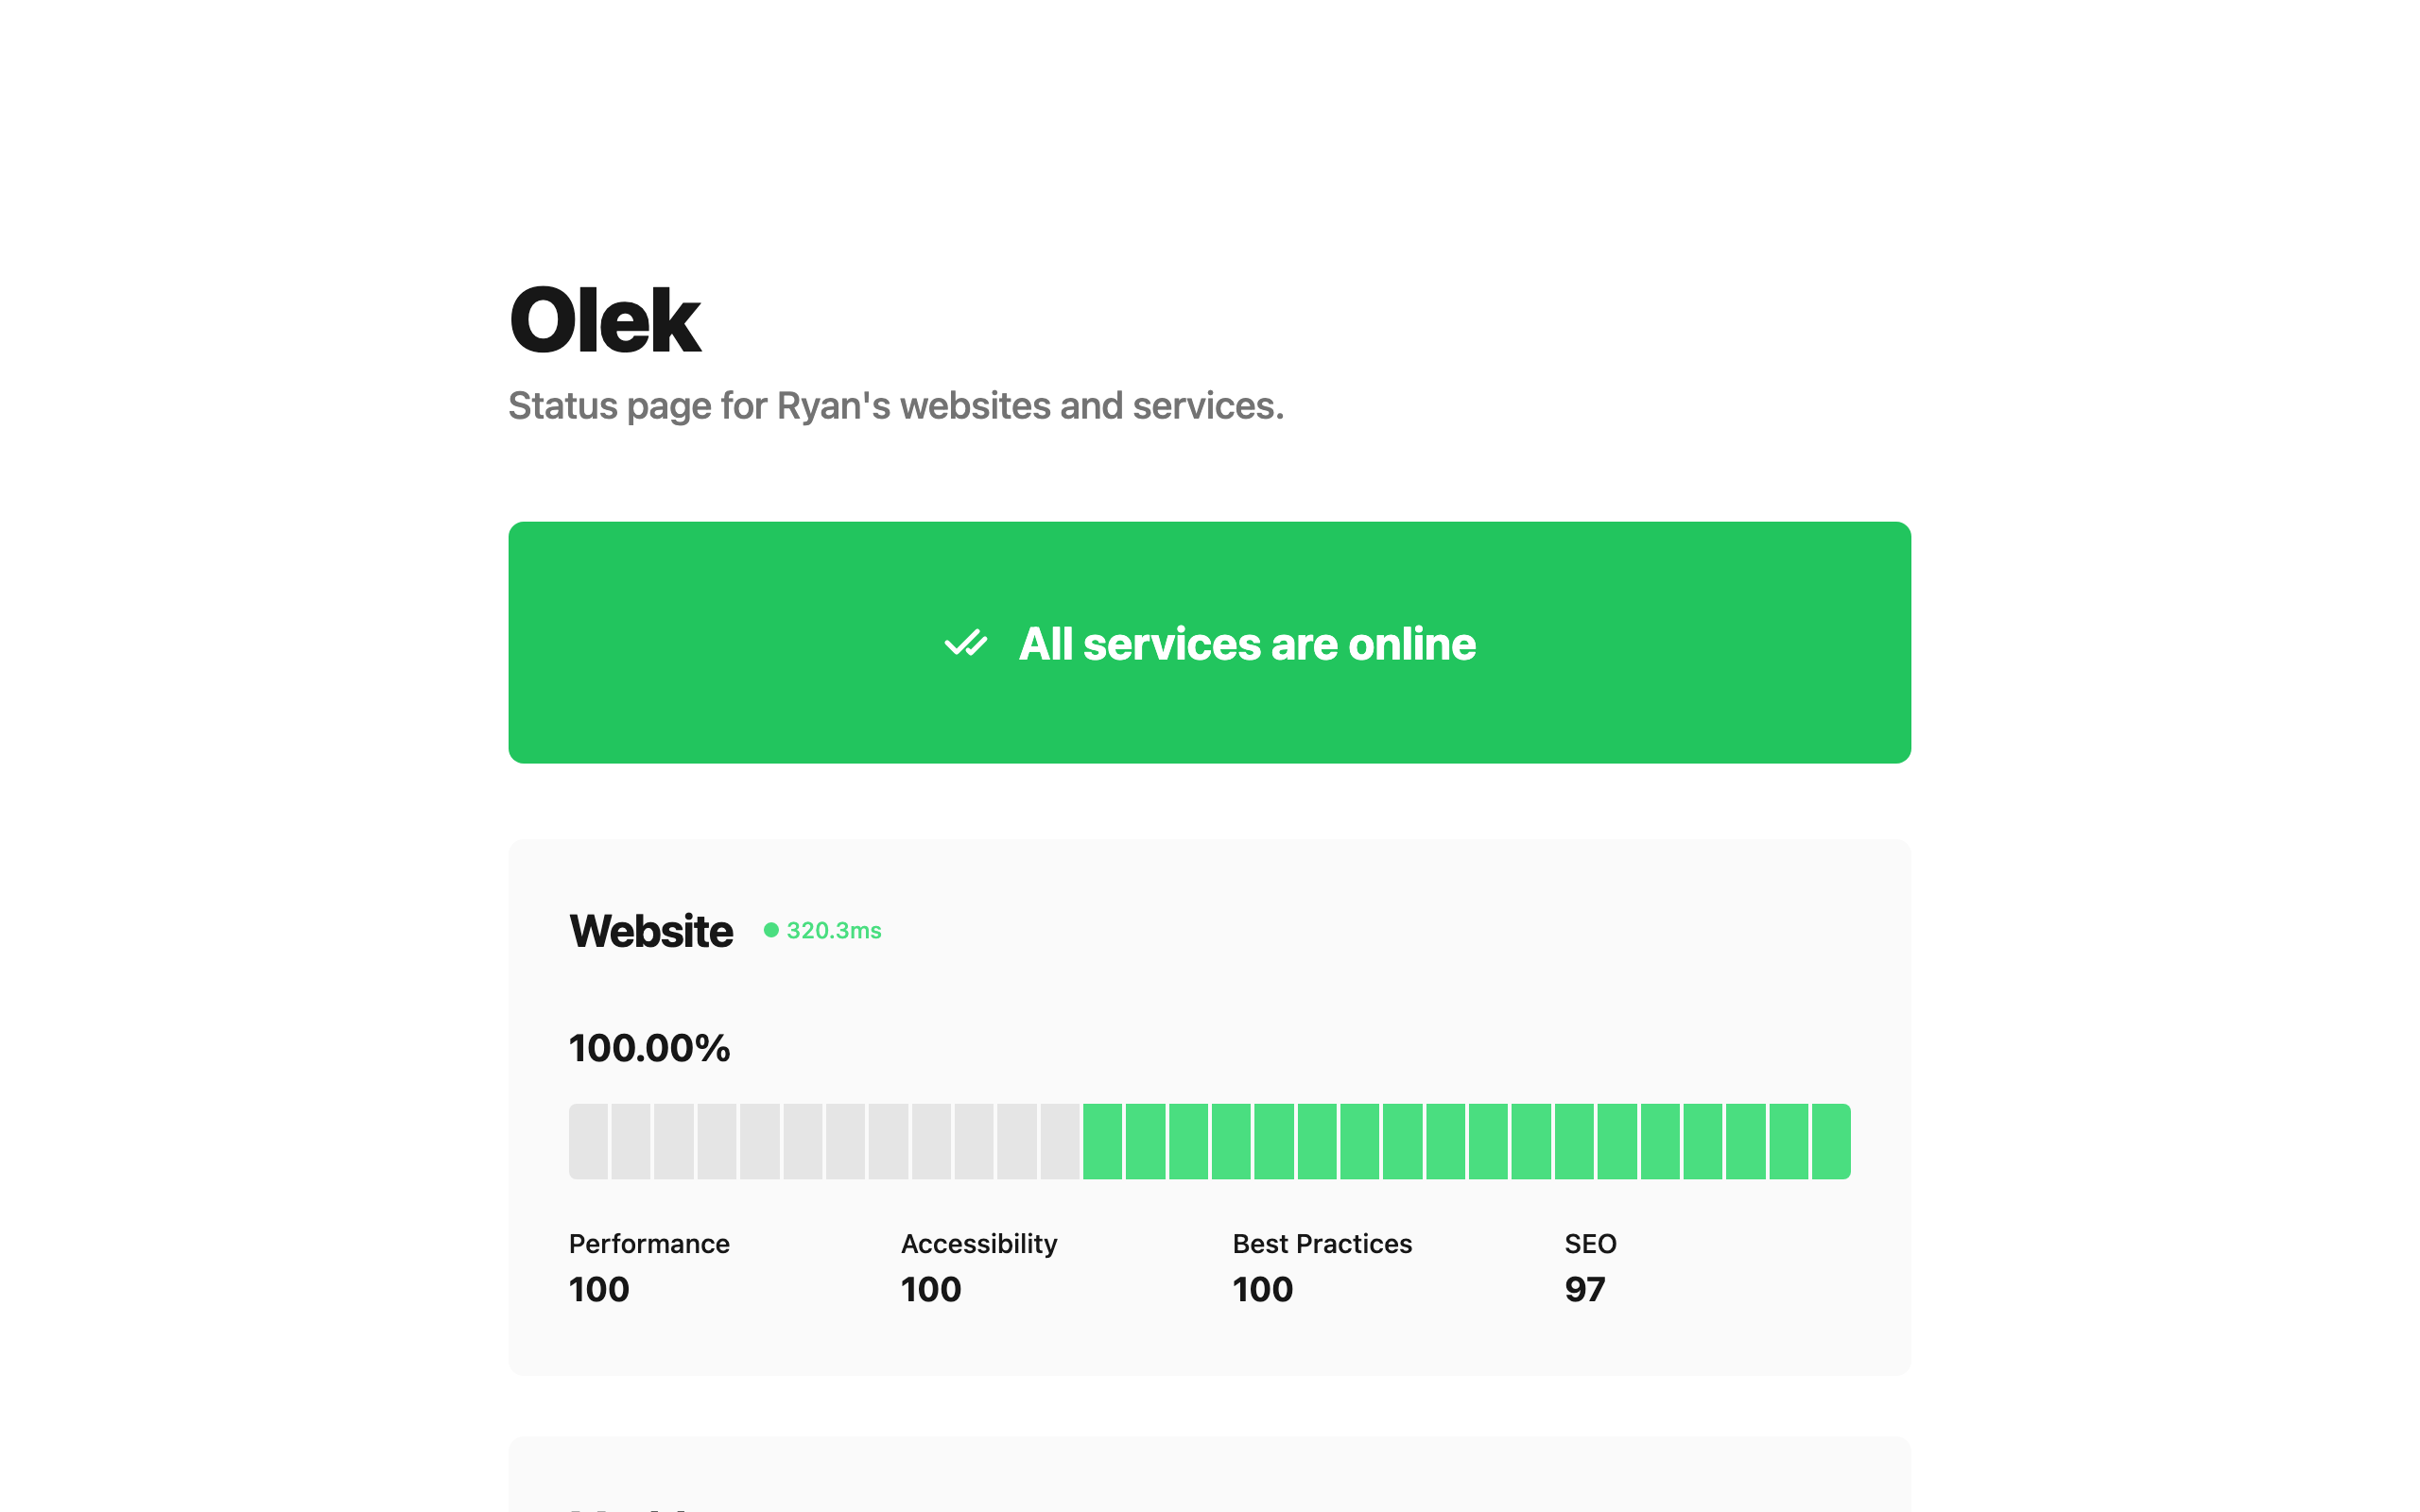 Olek
Status page for Ryan's websites and services.
All services are online
Website
320.3ms
100.00%
Performance
Accessibility
Best Practices
SEO
100
100
100
97